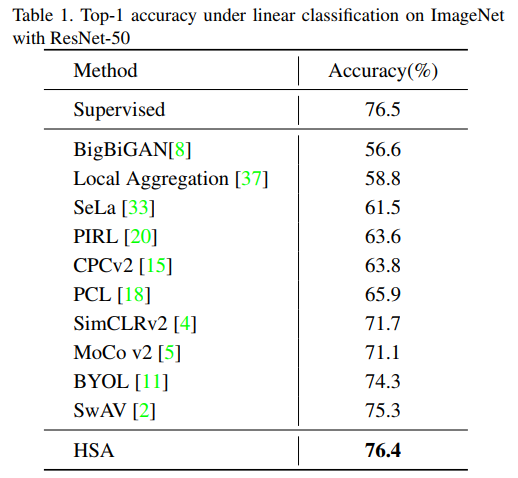 Table 1. Top-1 accuracy under linear classification on ImageNet
with ResNet-50
Method Accuracy(%)
Supervised 76.5
BigBiGAN[8] 56.6
Local Aggregation [37] 58.8
SeLa [33] 61.5
PIRL [20] 63.6
CPCv2 [15] 63.8
PCL [18] 65.9
SimCLRv2 [4] 71.7
MoCo v2 [5] 71.1
BYOL [11] 74.3
SwAV [2] 75.3
HSA 76.4